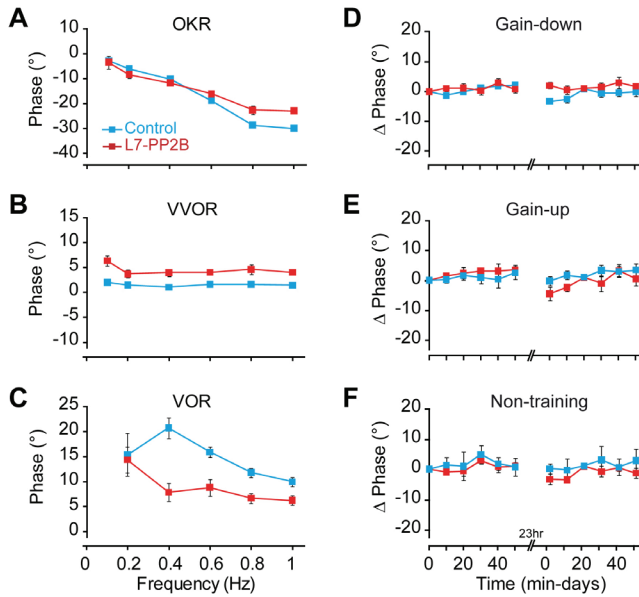 A
OKR
Phase (°)
10
0
-10
-20
-30
-40
Control
L7-PP2B
B
VVOR
Phase (°)
15
10
5
0
-5
-10
C
VOR
Phase (°)
25
20
15
10
5
0
0 0.2 0.4 0.6 0.8 1
Frequency (Hz)
D
Gain-down
Δ Phase (°)
20
10
0
-10
-20
E
Gain-up
Δ Phase (°)
20
10
0
-10
-20
F
Non-training
Δ Phase (°)
20
10
0
-10
-20
23hr
0 20 40 0 20 40
Time (min-days)